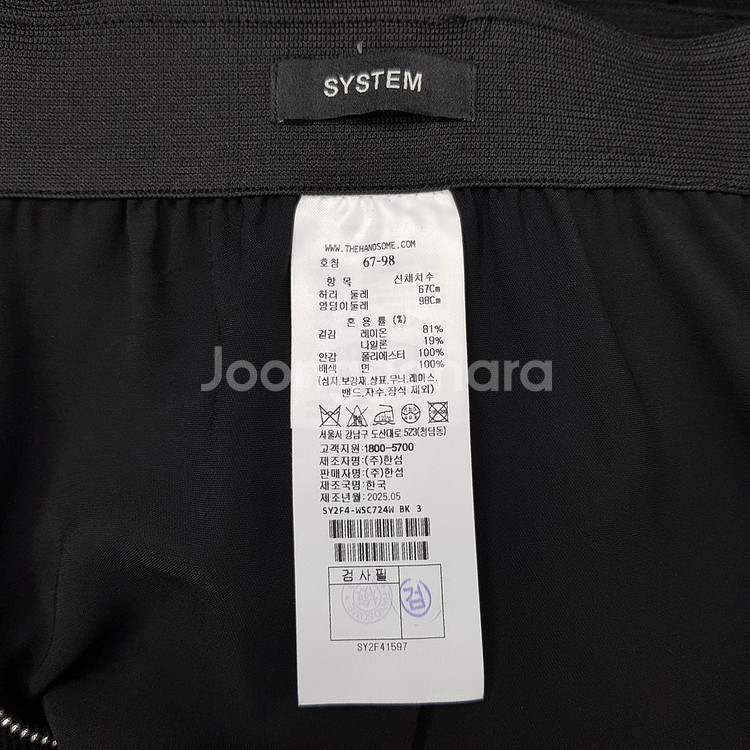 SYSTEM
WWW.THEHANDSOME.COM
호칭 67-98
항 목 신체치수
허리 둘레 67Cm
엉덩이둘레 98Cm
혼 용 률 (%)
겉감 레이온 81%
나일론 19%
안감 폴리에스터 100%
배색 면 100%
(심지,보강재,상표,무늬,레이스,
밴드,자수,장식 제외)
서울시 강남구 도산대로 523(청담동)
고객지원:1800-5700
제조자명:(주)한섬
판매자명:(주)한섬
제조국명:한국
제조년월:2025.05
SY2F4-WSC724W BK 3
검 사 필
검
SY2F41597